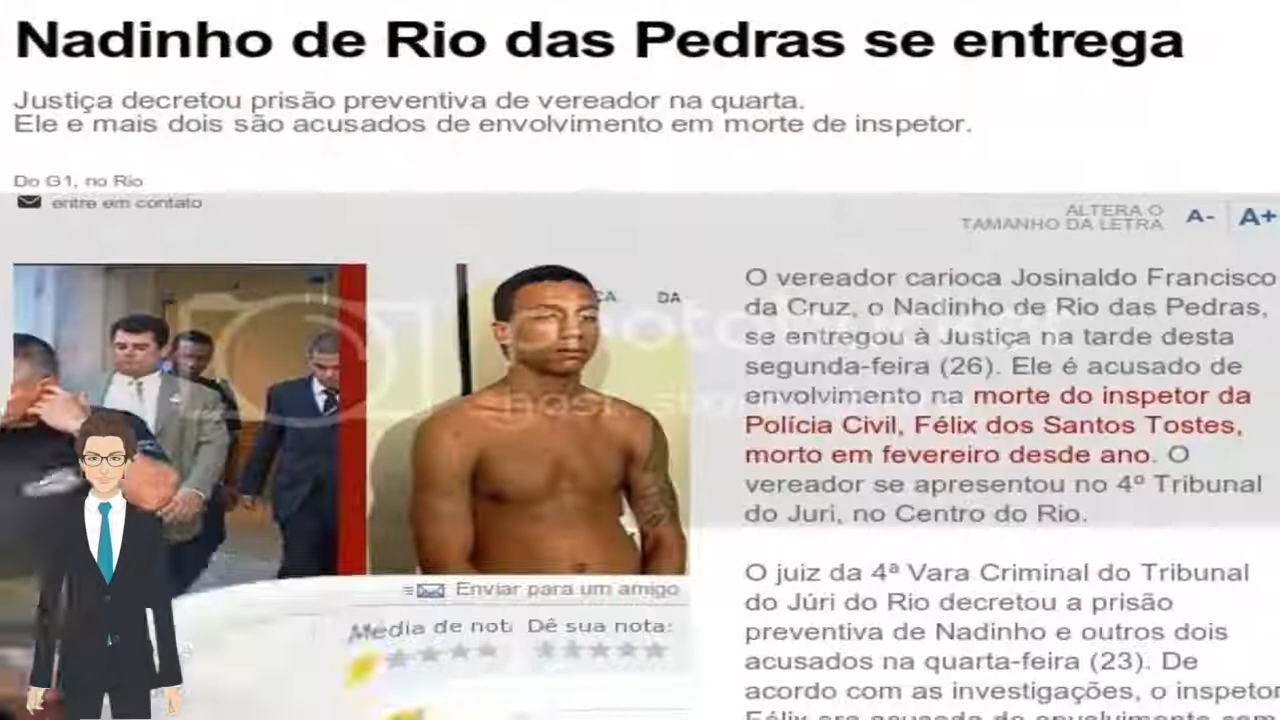 Nadinho de Rio das Pedras se entrega
Justiça decretou prisão preventiva de vereador na quarta.
Ele e mais dois são acusados de envolvimento em morte de inspetor.
Do G1, no Rio
entre em contato
ALTERA O
TAMANHO DA LETRA
A- A+
DA
O vereador carioca Josinaldo Francisco
da Cruz, o Nadinho de Rio das Pedras,
se entregou à Justiça na tarde desta
segunda-feira (26). Ele é acusado de
envolvimento na morte do inspetor da
Polícia Civil, Félix dos Santos Tostes,
morto em fevereiro desde ano. O
vereador se apresentou no 4º Tribunal
do Juri, no Centro do Rio.
Enviar para um amigo
Média de not Dê sua nota:
O juiz da 4ª Vara Criminal do Tribunal
do Júri do Rio decretou a prisão
preventiva de Nadinho e outros dois
acusados na quarta-feira (23). De
acordo com as investigações, o inspetor